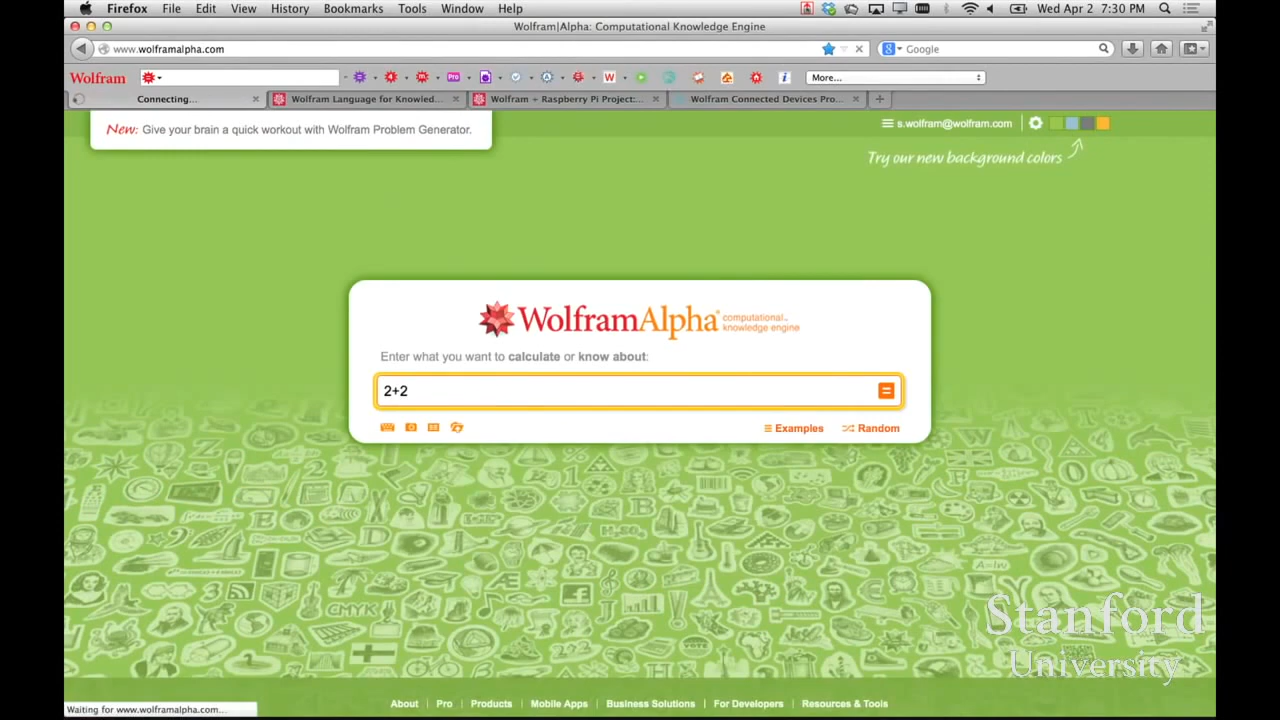 Firefox File Edit View History Bookmarks Tools Window Help Wed Apr 2 7:30 PM
Wolfram|Alpha: Computational Knowledge Engine
www.wolframalpha.com Google
Wolfram Pro W i More...
Connecting... Wolfram Language for Knowled... Wolfram + Raspberry Pi Project:... Wolfram Connected Devices Pro...
New: Give your brain a quick workout with Wolfram Problem Generator.
s.wolfram@wolfram.com
Try our new background colors
WolframAlpha computational knowledge engine
Enter what you want to calculate or know about:
2+2
Examples Random
CMYK
VOTE
Stanford
University
About | Pro | Products | Mobile Apps | Business Solutions | For Developers | Resources & Tools
Waiting for www.wolframalpha.com...